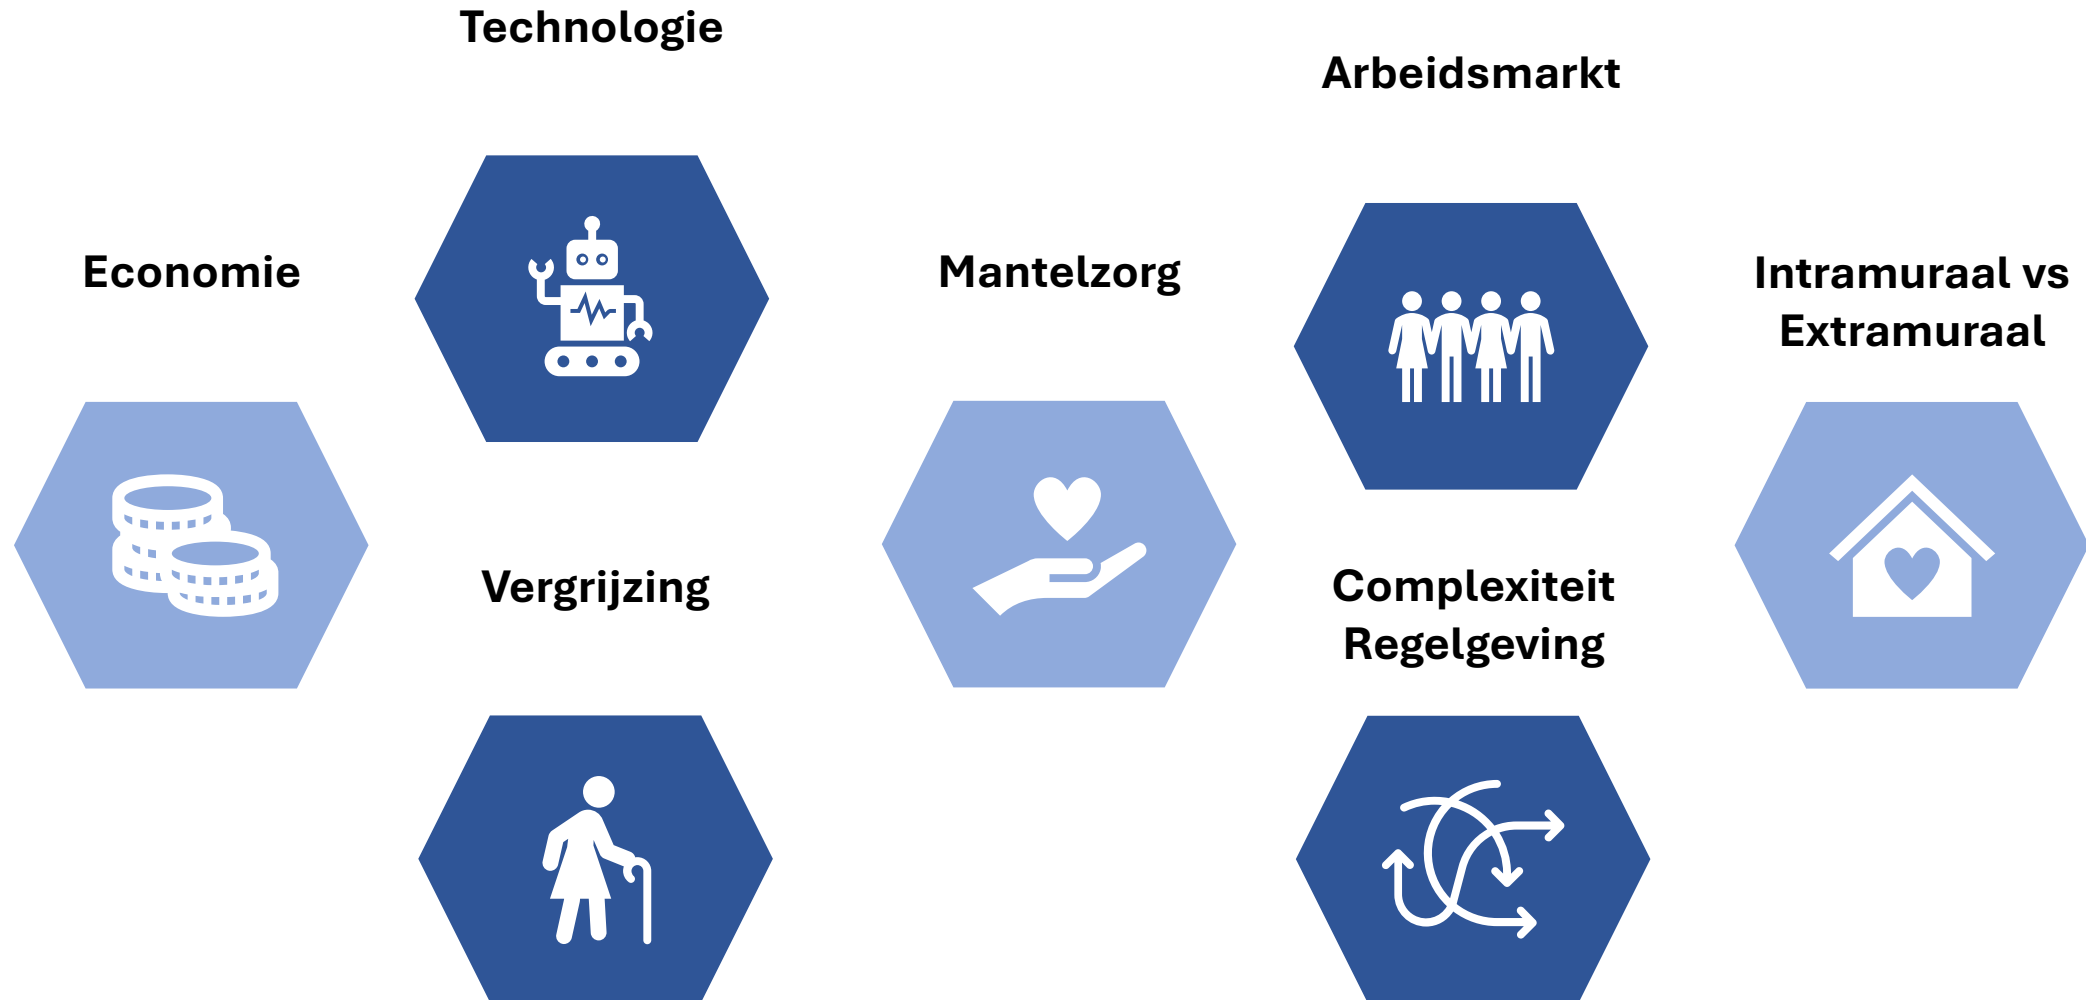 Technologie
Arbeidsmarkt
Economie
Mantelzorg
Intramuraal vs
Extramuraal
Vergrijzing
Complexiteit
Regelgeving